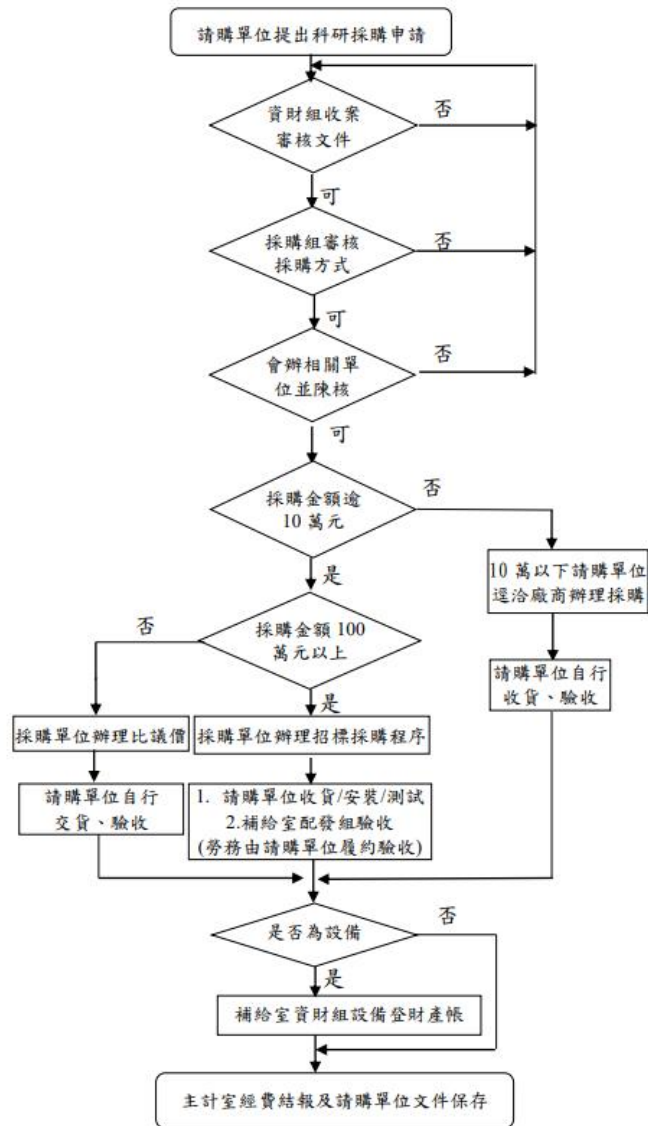 請購單位提出科研採購申請
資財組收案
審核文件
否
可
採購組審核
採購方式
否
可
會辦相關單
位並陳核
否
可
採購金額逾
10 萬元
否
是
10 萬以下請購單位
逕洽廠商辦理採購
採購金額 100
萬元以上
否
是
請購單位自行
收貨、驗收
採購單位辦理比議價
採購單位辦理招標採購程序
請購單位自行
交貨、驗收
1. 請購單位收貨/安裝/測試
2.補給室配發組驗收
(勞務由請購單位履約驗收)
是否為設備
否
是
補給室資財組設備登財產帳
主計室經費結報及請購單位文件保存